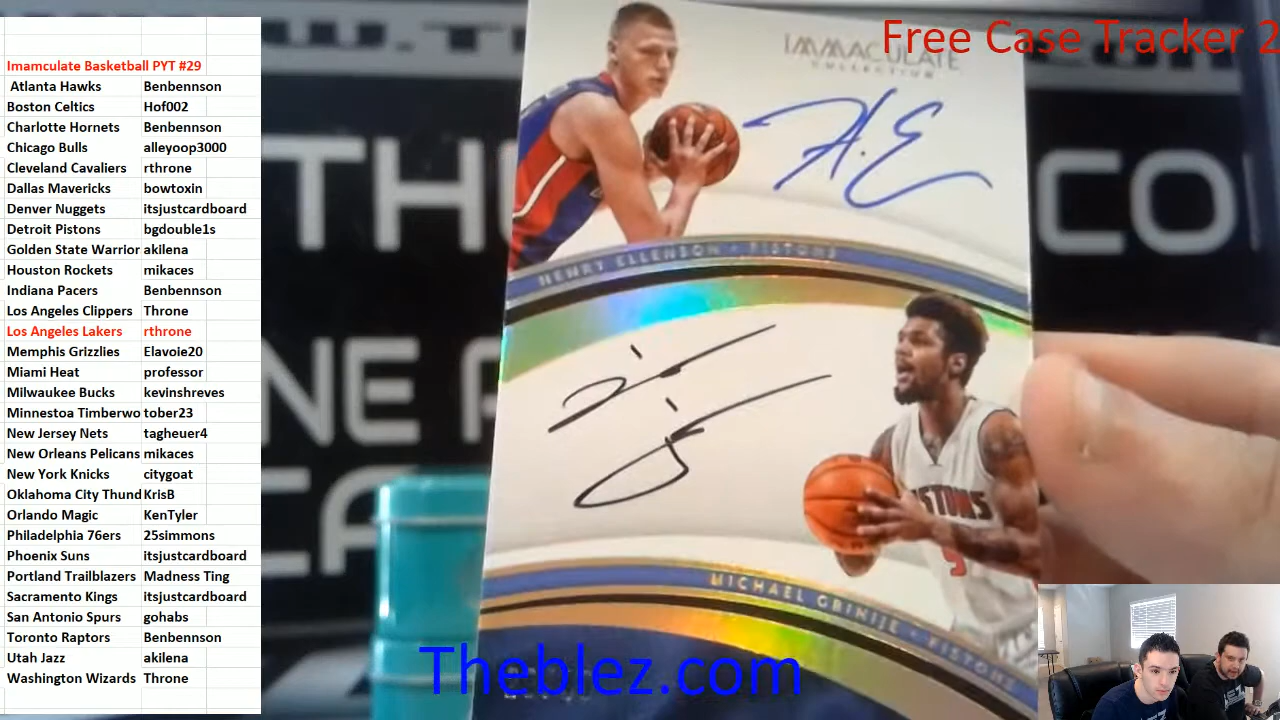 Imamculate Basketball PYT #29
Atlanta Hawks Benbennson
Boston Celtics Hof002
Charlotte Hornets Benbennson
Chicago Bulls alleyoop3000
Cleveland Cavaliers rthrone
Dallas Mavericks bowtoxin
Denver Nuggets itsjustcardboard
Detroit Pistons bgdouble1s
Golden State Warrior akilena
Houston Rockets mikaces
Indiana Pacers Benbennson
Los Angeles Clippers Throne
Los Angeles Lakers rthrone
Memphis Grizzlies Elavoie20
Miami Heat professor
Milwaukee Bucks kevinshreves
Minnestoa Timberwo tober23
New Jersey Nets tagheuer4
New Orleans Pelicans mikaces
New York Knicks citygoat
Oklahoma City Thund KrisB
Orlando Magic KenTyler
Philadelphia 76ers 25simmons
Phoenix Suns itsjustcardboard
Portland Trailblazers Madness Ting
Sacramento Kings itsjustcardboard
San Antonio Spurs gohabs
Toronto Raptors Benbennson
Utah Jazz akilena
Washington Wizards Throne
Free Case Tracker 2
IMMACULATE
COLLECTION
H.E
HENRY ELLENSON • PISTONS
PISTONS
MICHAEL GBINIJE • PISTONS
Theblez.com